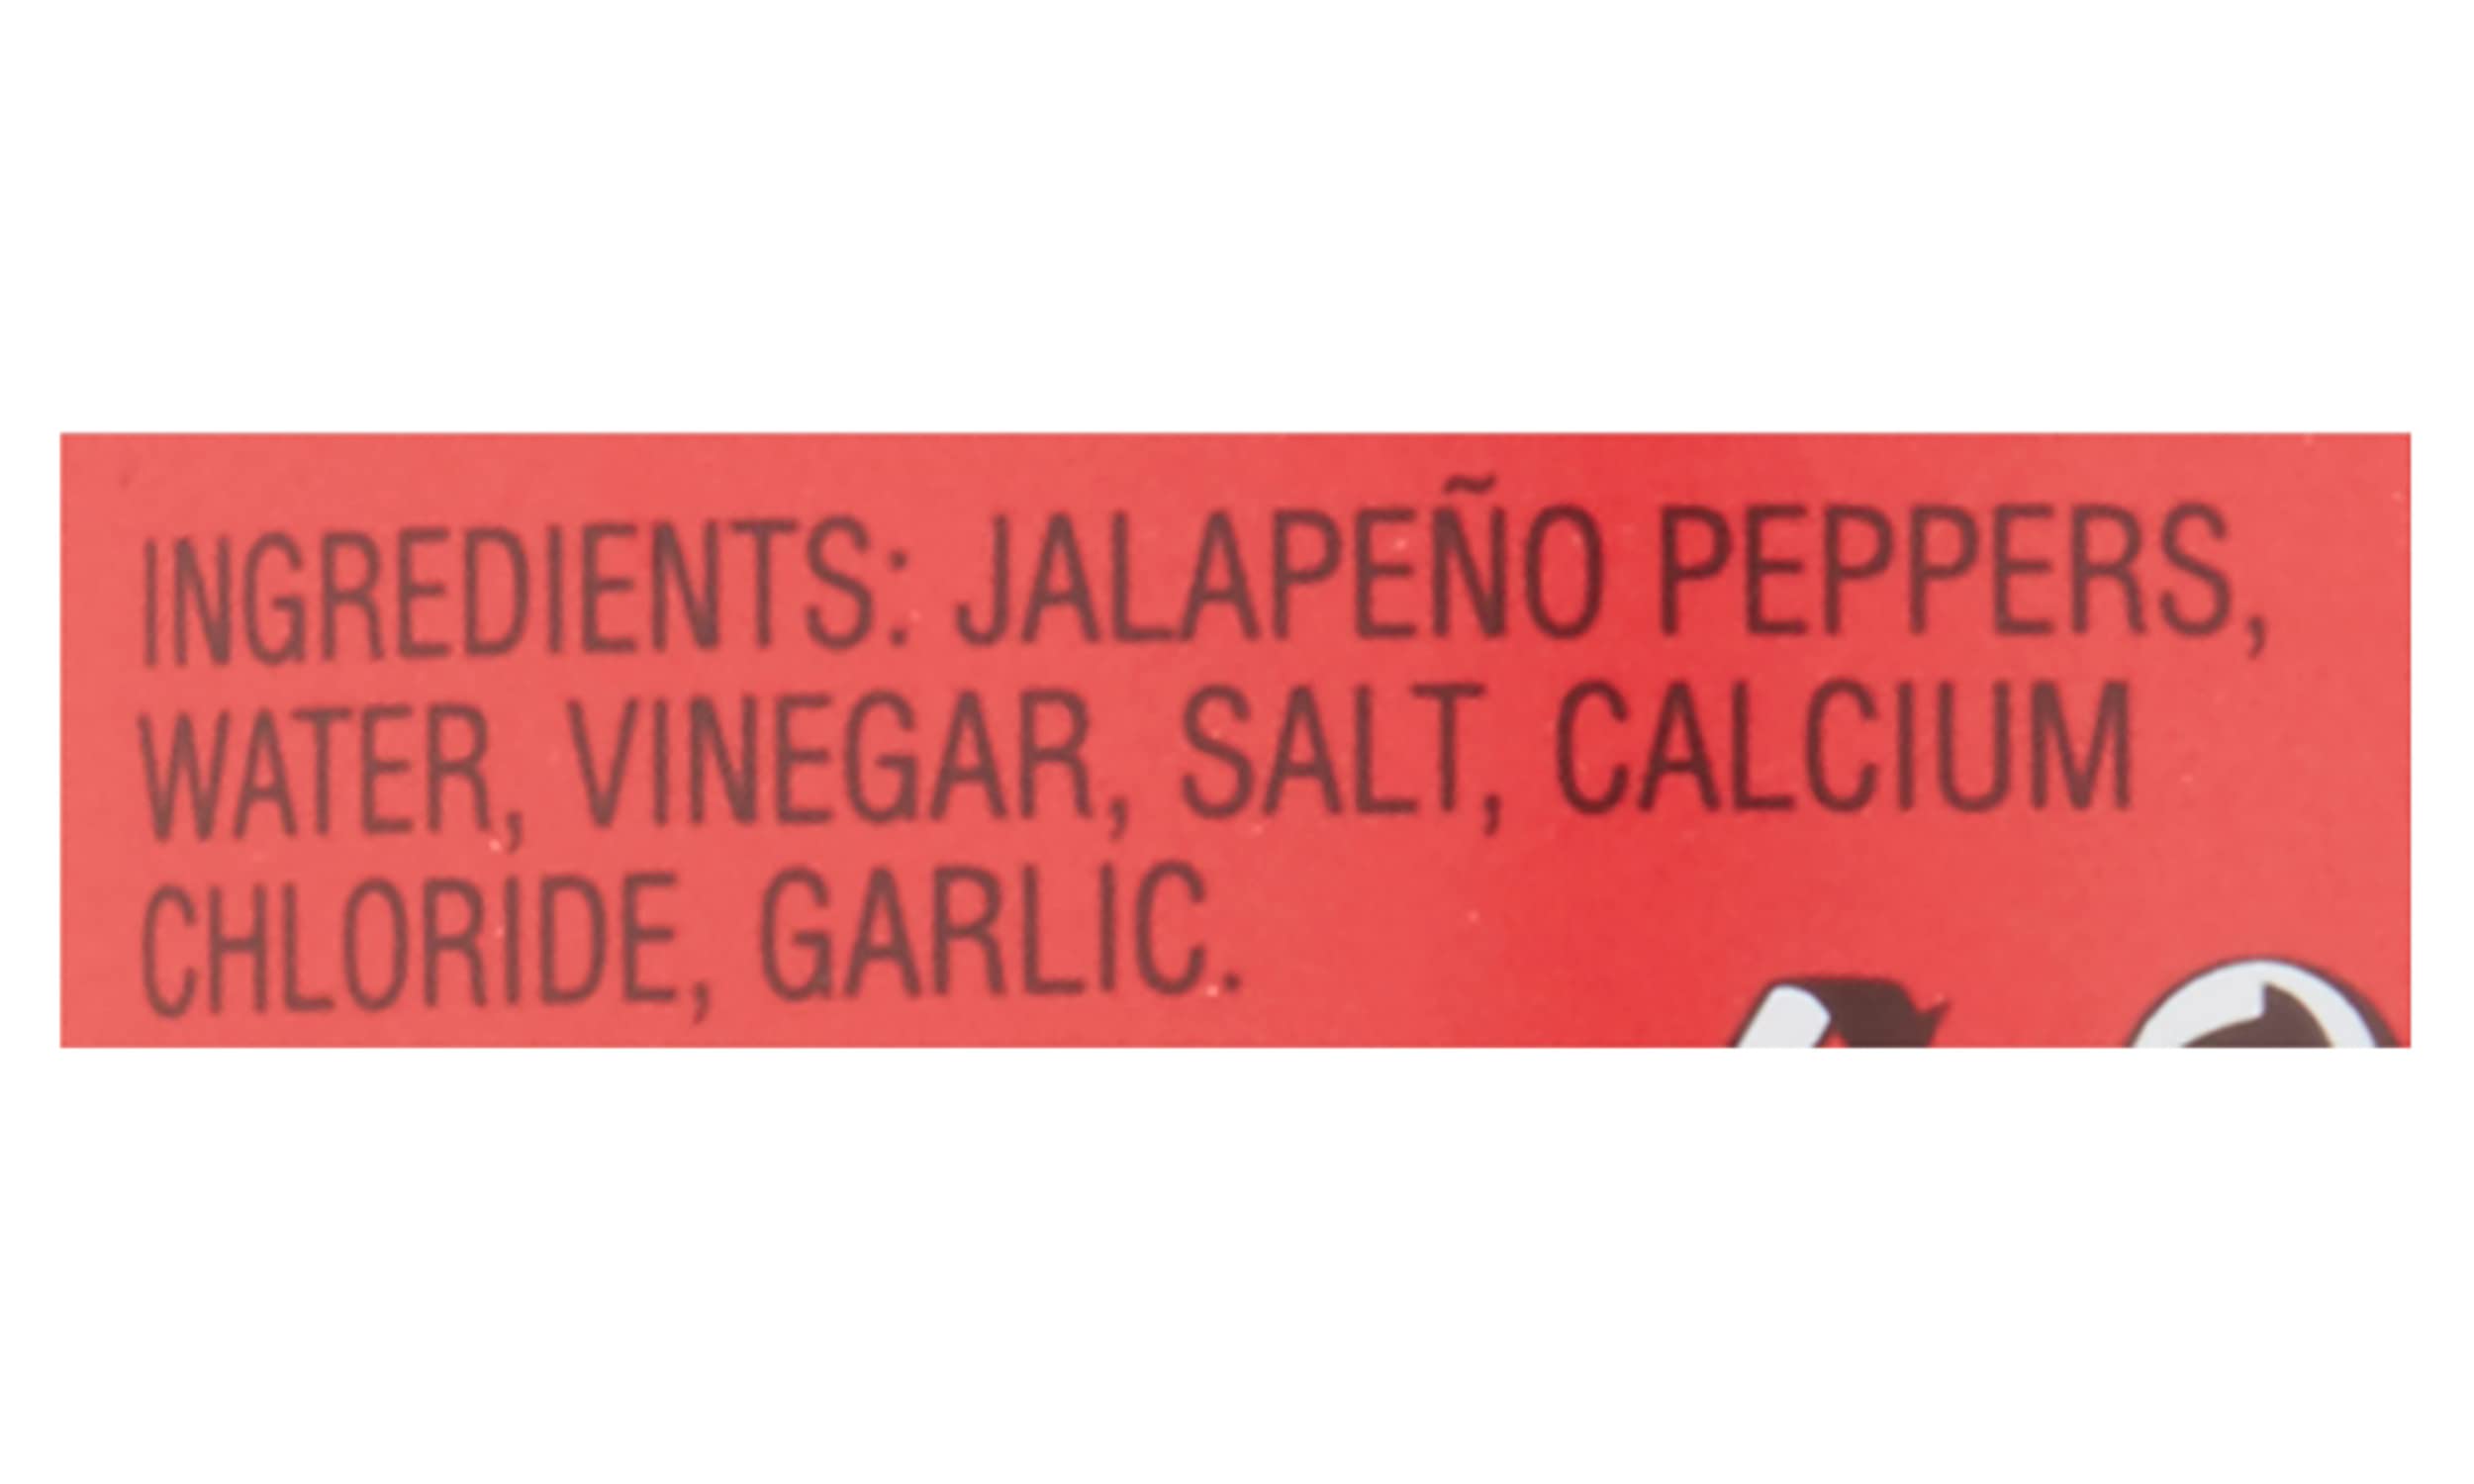 INGREDIENTS: JALAPEÑO PEPPERS,
WATER, VINEGAR, SALT, CALCIUM
CHLORIDE, GARLIC.